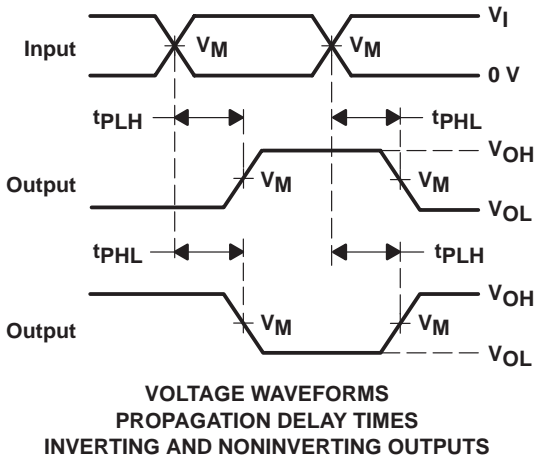 VI
Input VM VM
0 V
tPLH tPHL
VOH
Output VM VM
VOL
tPHL tPLH
VOH
Output VM VM
VOL
VOLTAGE WAVEFORMS
PROPAGATION DELAY TIMES
INVERTING AND NONINVERTING OUTPUTS